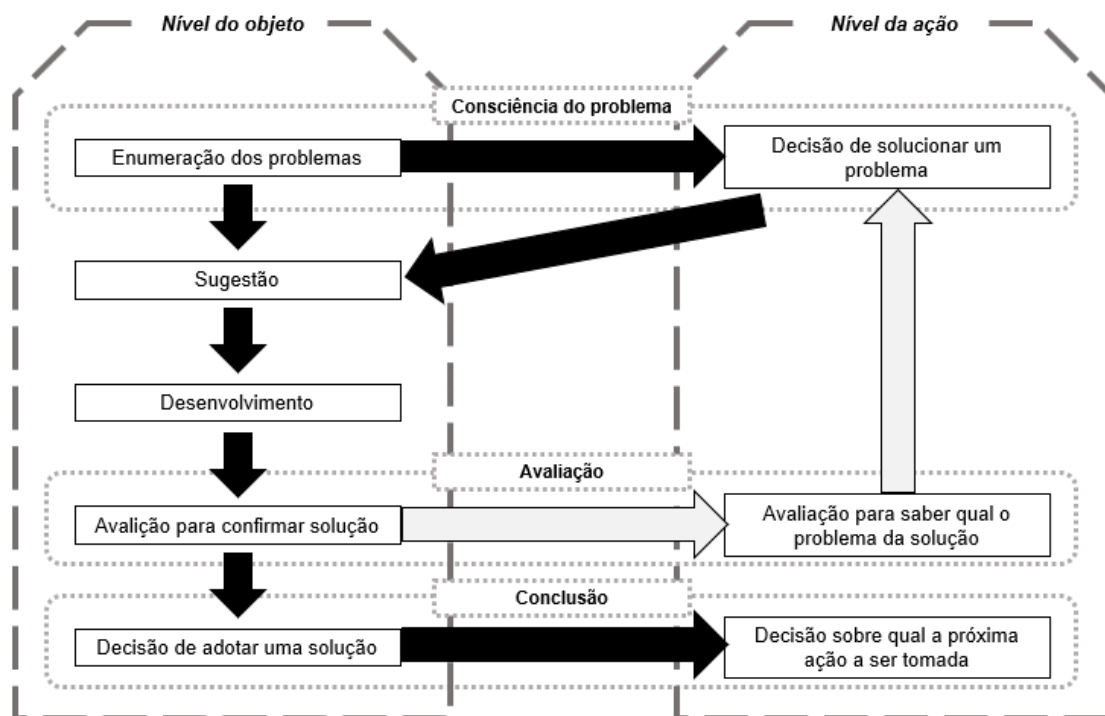 Nível do objeto
Nível da ação
Consciência do problema
Enumeração dos problemas
Decisão de solucionar um
problema
Sugestão
Desenvolvimento
Avaliação
Avalição para confirmar solução
Avaliação para saber qual o
problema da solução
Conclusão
Decisão de adotar uma solução
Decisão sobre qual a próxima
ação a ser tomada